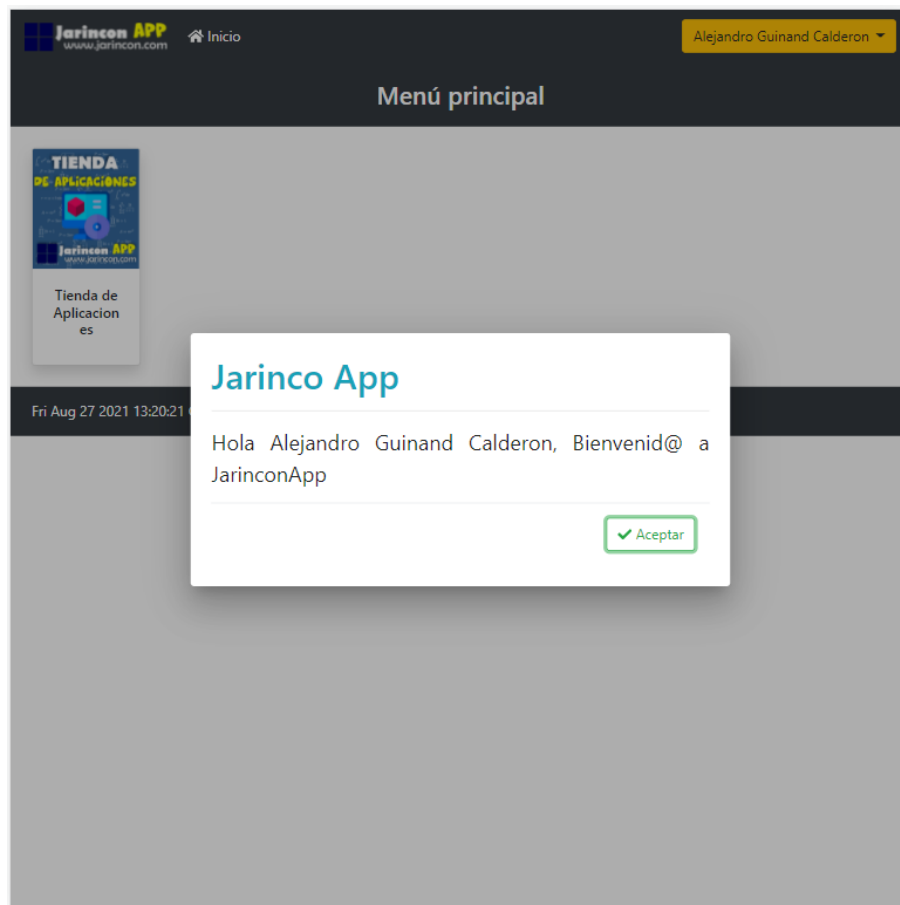 Jarincon APP
www.jarincon.com
Inicio
Alejandro Guinand Calderon
Menú principal
TIENDA
DE APLICACIONES
Jarincon APP
www.jarincon.com
Tienda de
Aplicacion
es
Jarinco App
Hola Alejandro Guinand Calderon, Bienvenid@ a
JarinconApp
Aceptar
Fri Aug 27 2021 13:20:21